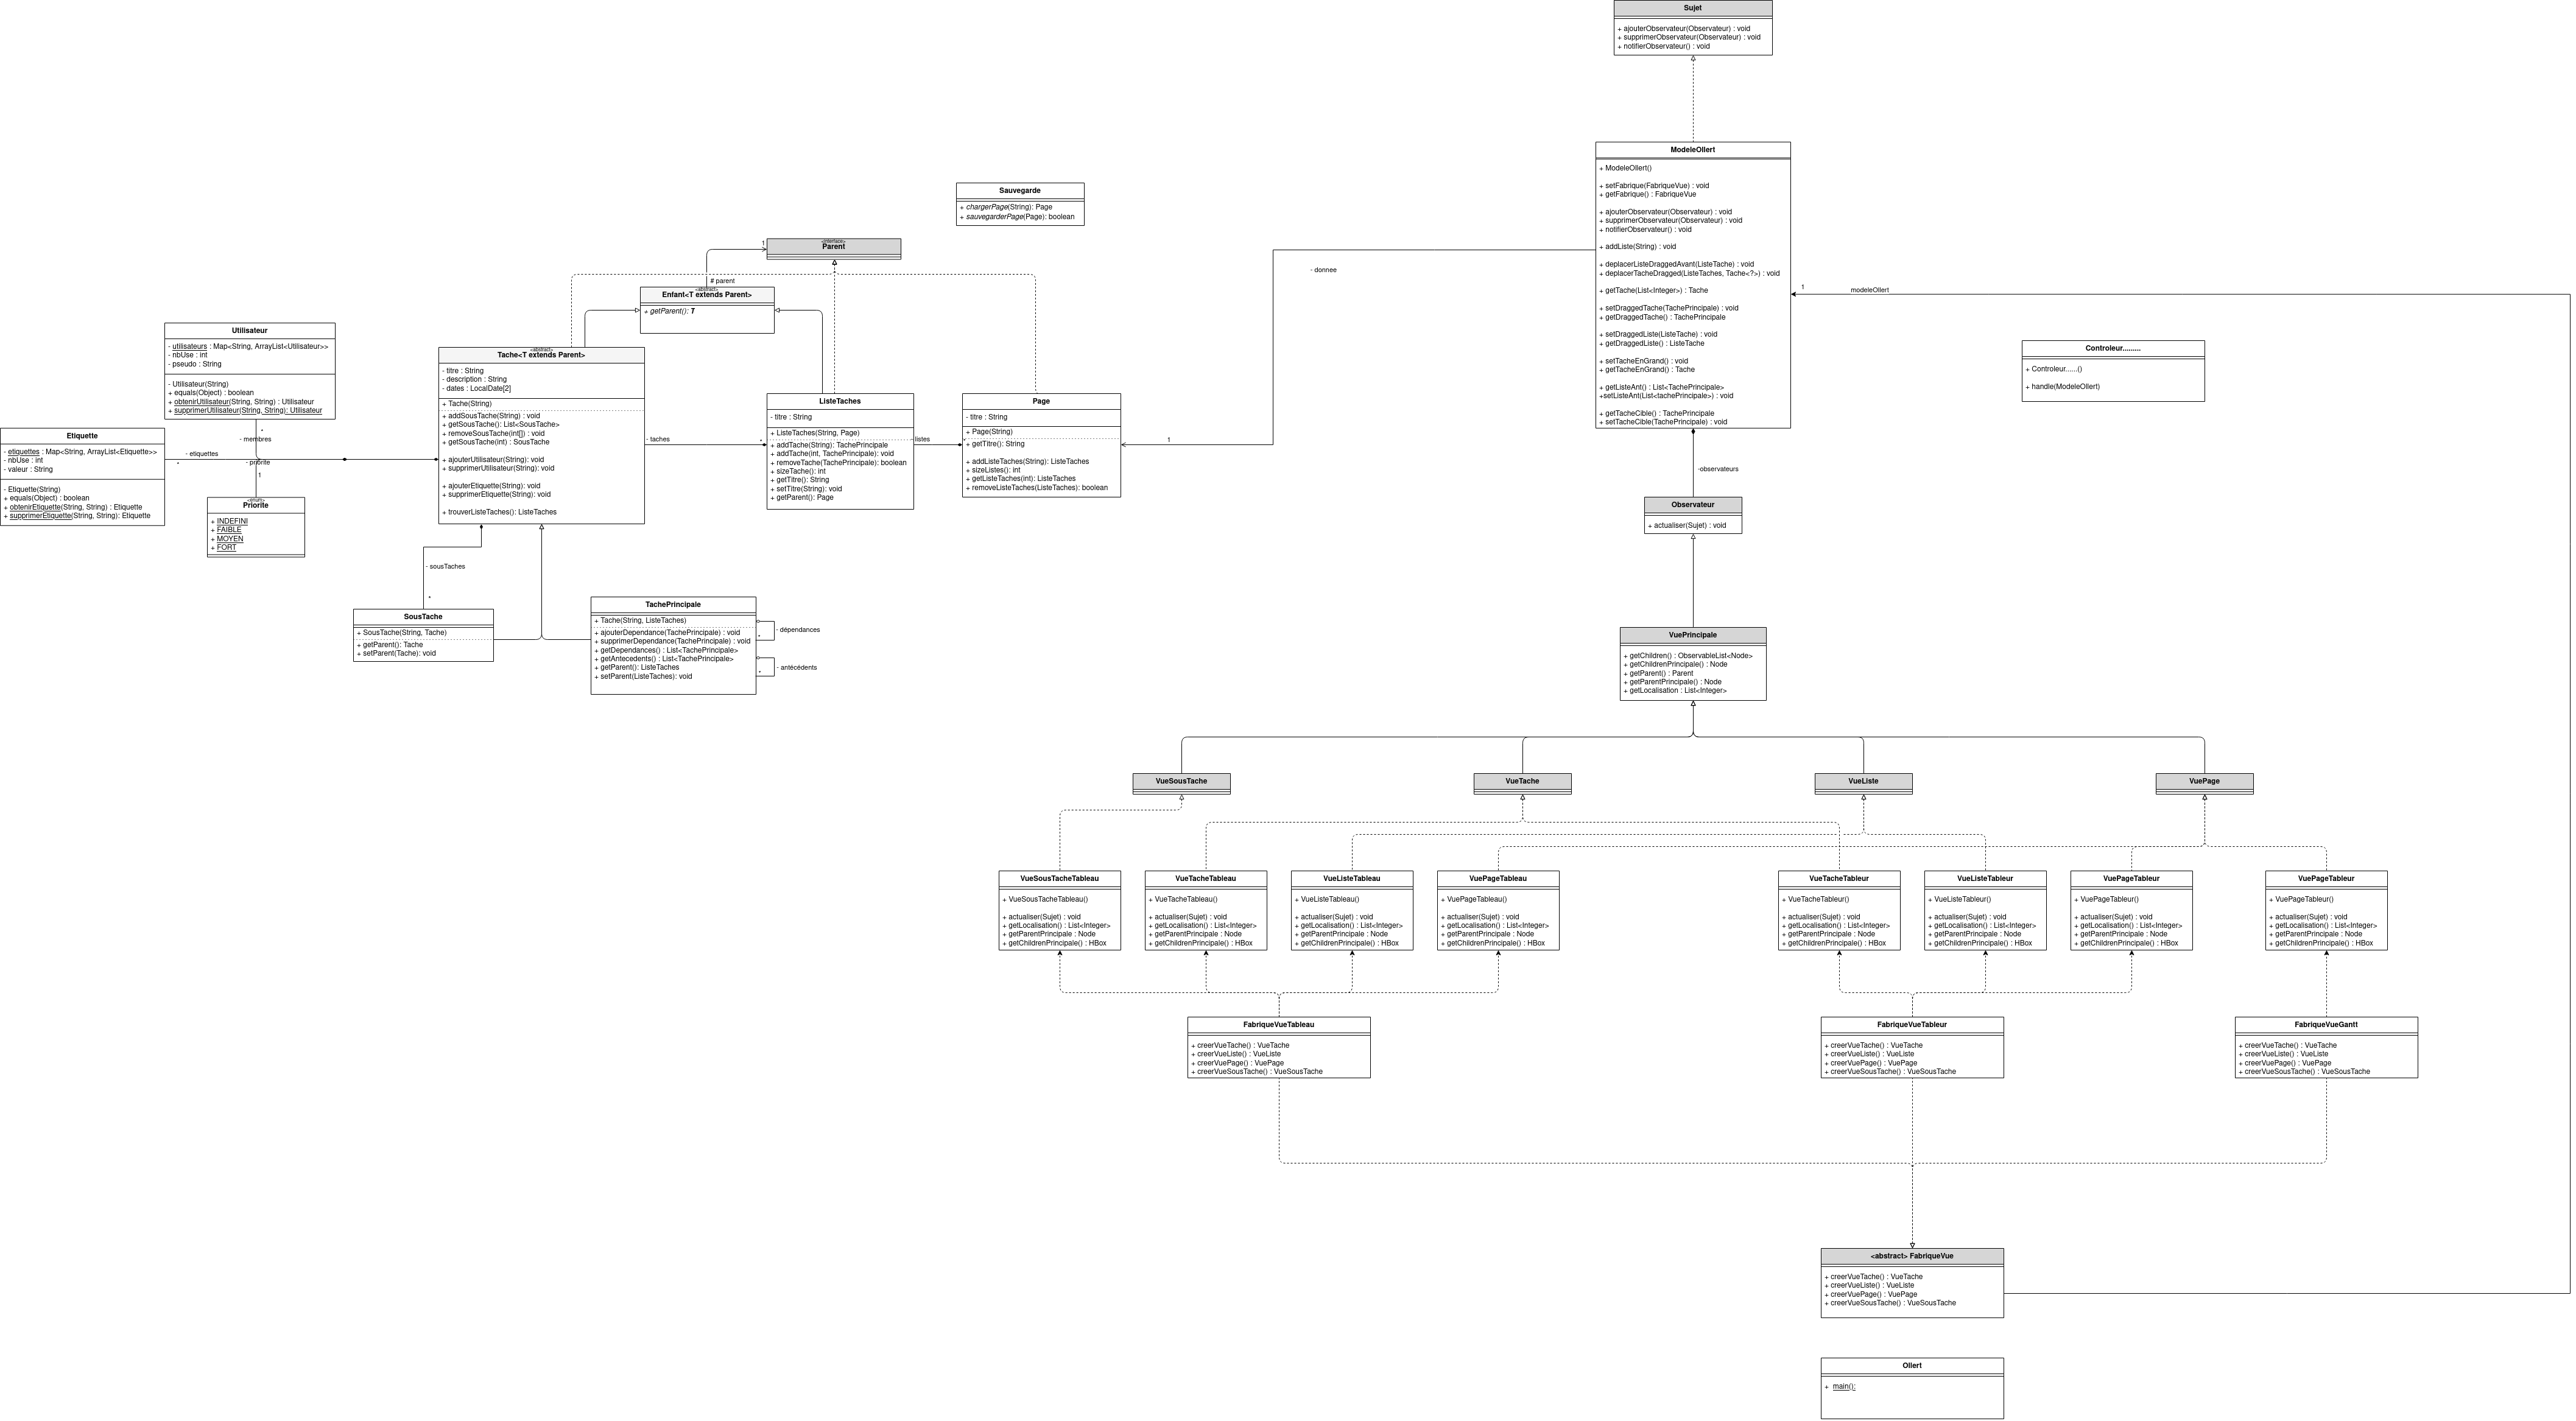 Sujet
+ ajouterObservateur(Observateur) : void
+ supprimerObservateur(Observateur) : void
+ notifierObservateur() : void
ModeleOllert
+ ModeleOllert()
+ setFabrique(FabriqueVue) : void
+ getFabrique() : FabriqueVue
+ ajouterObservateur(Observateur) : void
+ supprimerObservateur(Observateur) : void
+ notifierObservateur() : void
+ addListe(String) : void
+ deplacerListeDraggedAvant(ListeTache) : void
+ deplacerTacheDragged(ListeTaches, Tache<?>) : void
+ getTache(List<Integer>) : Tache
+ setDraggedTache(TachePrincipale) : void
+ getDraggedTache() : TachePrincipale
+ setDraggedListe(ListeTache) : void
+ getDraggedListe() : ListeTache
+ setTacheEnGrand() : void
+ getTacheEnGrand() : Tache
+ getListeAnt() : List<TachePrincipale>
+setListeAnt(List<tachePrincipale>) : void
+ getTacheCible() : TachePrincipale
+ setTacheCible(TachePrincipale) : void
Sauvegarde
+ chargerPage(String): Page
+ sauvegarderPage(Page): boolean
<interface>
Parent
1
# parent
<abstract>
Enfant<T extends Parent>
+ getParent(): T
- donnee
1
modeleOllert
1
Controleur.........
+ Controleur......()
+ handle(ModeleOllert)
Utilisateur
- utilisateurs : Map<String, ArrayList<Utilisateur>>
- nbUse : int
- pseudo : String
- Utilisateur(String)
+ equals(Object) : boolean
+ obtenirUtilisateur(String, String) : Utilisateur
+ supprimerUtilisateur(String, String): Utilisateur
<abstract>
Tache<T extends Parent>
- titre : String
- description : String
- dates : LocalDate[2]
+ Tache(String)
+ addSousTache(String) : void
+ getSousTache(): List<SousTache>
+ removeSousTache(int[]) : void
+ getSousTache(int) : SousTache
+ ajouterUtilisateur(String): void
+ supprimerUtilisateur(String): void
+ ajouterEtiquette(String): void
+ supprimerEtiquette(String): void
+ trouverListeTaches(): ListeTaches
- taches
*
ListeTaches
- titre : String
+ ListeTaches(String, Page)
+ addTache(String): TachePrincipale
+ addTache(int, TachePrincipale): void
+ removeTache(TachePrincipale): boolean
+ sizeTache(): int
+ getTitre(): String
+ setTitre(String): void
+ getParent(): Page
- listes
*
Page
- titre : String
+ Page(String)
+ getTitre(): String
+ addListeTaches(String): ListeTaches
+ sizeListes(): int
+ getListeTaches(int): ListeTaches
+ removeListeTaches(ListeTaches): boolean
Etiquette
- etiquettes : Map<String, ArrayList<Etiquette>>
- nbUse : int
- valeur : String
- Etiquette(String)
+ equals(Object) : boolean
+ obtenirEtiquette(String, String) : Etiquette
+ supprimerEtiquette(String, String): Etiquette
*
- membres
- etiquettes
*
- priorite
1
<enum>
Priorite
+ INDEFINI
+ FAIBLE
+ MOYEN
+ FORT
- sousTaches
*
SousTache
+ SousTache(String, Tache)
+ getParent(): Tache
+ setParent(Tache): void
TachePrincipale
+ Tache(String, ListeTaches)
+ ajouterDependance(TachePrincipale) : void
+ supprimerDependance(TachePrincipale) : void
+ getDependances() : List<TachePrincipale>
+ getAntecedents() : List<TachePrincipale>
+ getParent(): ListeTaches
+ setParent(ListeTaches): void
- dépendances
*
- antécédents
*
-observateurs
Observateur
+ actualiser(Sujet) : void
VuePrincipale
+ getChildren() : ObservableList<Node>
+ getChildrenPrincipale() : Node
+ getParent() : Parent
+ getParentPrincipale() : Node
+ getLocalisation : List<Integer>
VueSousTache
VueTache
VueListe
VuePage
VueSousTacheTableau
+ VueSousTacheTableau()
+ actualiser(Sujet) : void
+ getLocalisation() : List<Integer>
+ getParentPrincipale : Node
+ getChildrenPrincipale() : HBox
VueTacheTableau
+ VueTacheTableau()
+ actualiser(Sujet) : void
+ getLocalisation() : List<Integer>
+ getParentPrincipale : Node
+ getChildrenPrincipale() : HBox
VueListeTableau
+ VueListeTableau()
+ actualiser(Sujet) : void
+ getLocalisation() : List<Integer>
+ getParentPrincipale : Node
+ getChildrenPrincipale() : HBox
VuePageTableau
+ VuePageTableau()
+ actualiser(Sujet) : void
+ getLocalisation() : List<Integer>
+ getParentPrincipale : Node
+ getChildrenPrincipale() : HBox
VueTacheTableur
+ VueTacheTableur()
+ actualiser(Sujet) : void
+ getLocalisation() : List<Integer>
+ getParentPrincipale : Node
+ getChildrenPrincipale() : HBox
VueListeTableur
+ VueListeTableur()
+ actualiser(Sujet) : void
+ getLocalisation() : List<Integer>
+ getParentPrincipale : Node
+ getChildrenPrincipale() : HBox
VuePageTableur
+ VuePageTableur()
+ actualiser(Sujet) : void
+ getLocalisation() : List<Integer>
+ getParentPrincipale : Node
+ getChildrenPrincipale() : HBox
VuePageTableur
+ VuePageTableur()
+ actualiser(Sujet) : void
+ getLocalisation() : List<Integer>
+ getParentPrincipale : Node
+ getChildrenPrincipale() : HBox
FabriqueVueTableau
+ creerVueTache() : VueTache
+ creerVueListe() : VueListe
+ creerVuePage() : VuePage
+ creerVueSousTache() : VueSousTache
FabriqueVueTableur
+ creerVueTache() : VueTache
+ creerVueListe() : VueListe
+ creerVuePage() : VuePage
+ creerVueSousTache() : VueSousTache
FabriqueVueGantt
+ creerVueTache() : VueTache
+ creerVueListe() : VueListe
+ creerVuePage() : VuePage
+ creerVueSousTache() : VueSousTache
<abstract> FabriqueVue
+ creerVueTache() : VueTache
+ creerVueListe() : VueListe
+ creerVuePage() : VuePage
+ creerVueSousTache() : VueSousTache
Ollert
+ main():